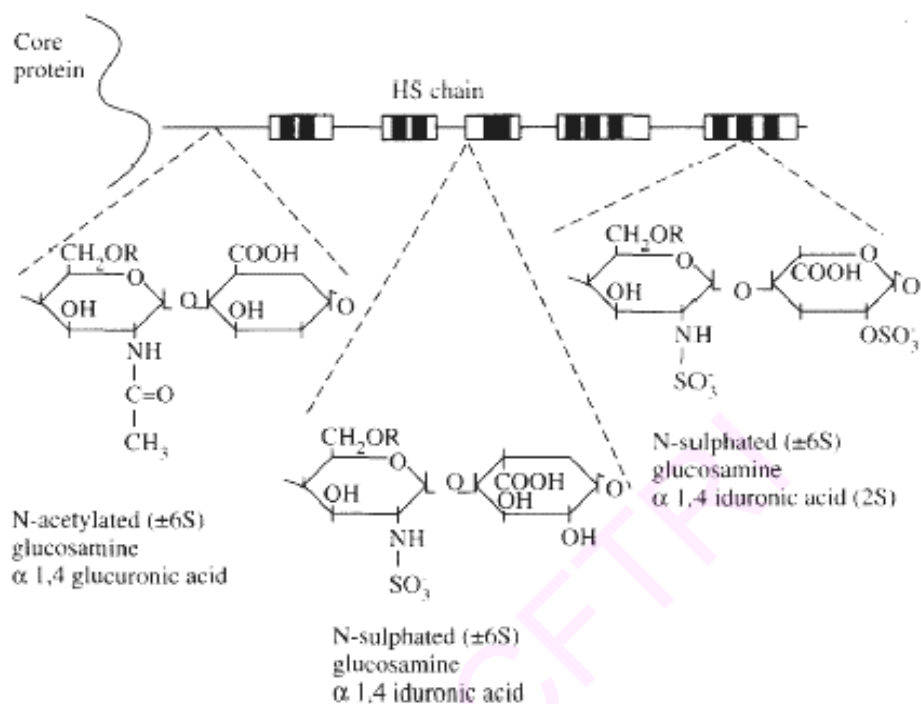 Core
protein
HS chain
CH2OR
O
COOH
OH
O
OH
O
NH
C=O
CH3
N-acetylated (±6S)
glucosamine
α 1,4 glucuronic acid
CH2OR
O
OH
O
COOH
OH
O
NH
OH
SO3-
N-sulphated (±6S)
glucosamine
α 1,4 iduronic acid
CH2OR
O
O
OH
O
COOH
O
NH
OSO3-
SO3-
N-sulphated (±6S)
glucosamine
α 1,4 iduronic acid (2S)
CFTRI